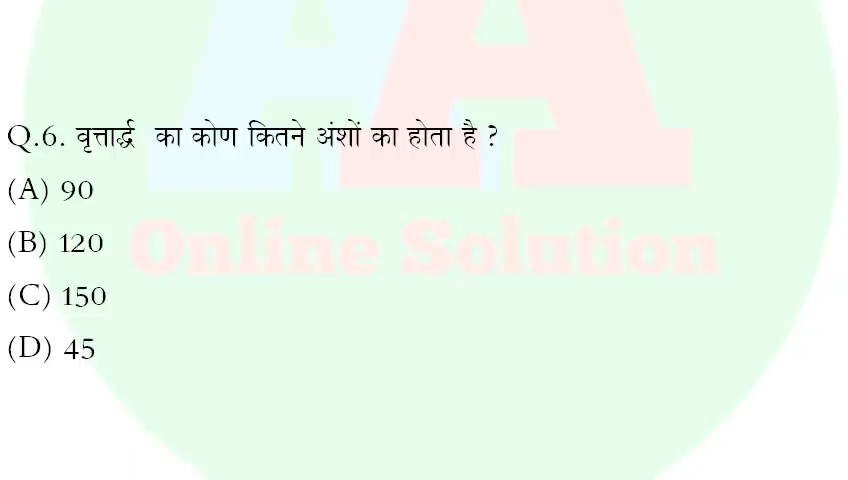 Q.6. वृत्तार्द्ध का कोण कितने अंशों का होता है ?
(A) 90
(B) 120
Online Solution
(C) 150
(D) 45